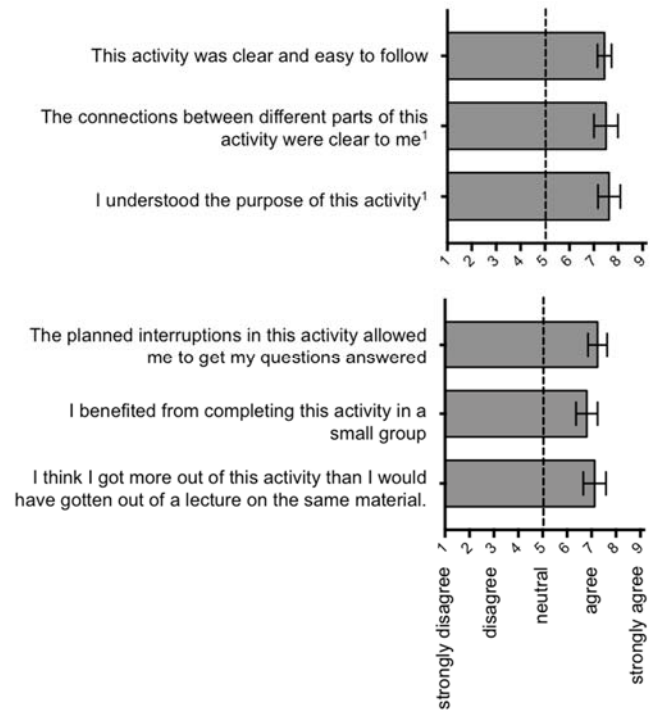 This activity was clear and easy to follow
The connections between different parts of this
activity were clear to me¹
I understood the purpose of this activity¹
1 2 3 4 5 6 7 8 9
The planned interruptions in this activity allowed
me to get my questions answered
I benefited from completing this activity in a
small group
I think I got more out of this activity than I would
have gotten out of a lecture on the same material.
1 2 3 4 5 6 7 8 9
strongly disagree
disagree
neutral
agree
strongly agree